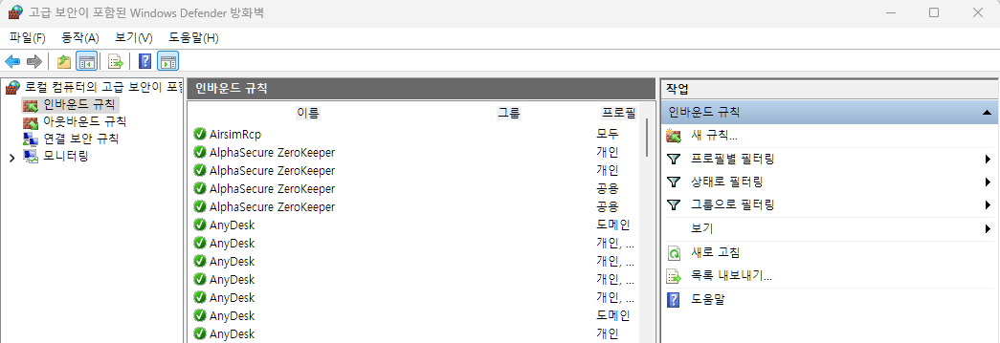 고급 보안이 포함된 Windows Defender 방화벽
파일(F) 동작(A) 보기(V) 도움말(H)
로컬 컴퓨터의 고급 보안이 포함
인바운드 규칙
아웃바운드 규칙
연결 보안 규칙
모니터링
인바운드 규칙
이름 그룹 프로필
AirsimRcp 모두
AlphaSecure ZeroKeeper 개인
AlphaSecure ZeroKeeper 개인
AlphaSecure ZeroKeeper 공용
AlphaSecure ZeroKeeper 공용
AnyDesk 도메인
AnyDesk 개인, ...
AnyDesk 개인, ...
AnyDesk 개인, ...
AnyDesk 개인, ...
AnyDesk 도메인
AnyDesk 개인
작업
인바운드 규칙
새 규칙...
프로필별 필터링
상태로 필터링
그룹으로 필터링
보기
새로 고침
목록 내보내기...
도움말